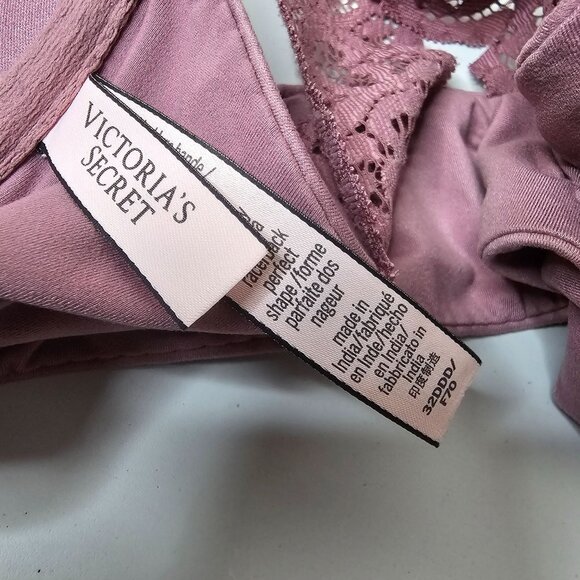 VICTORIA'S
SECRET
bande /
racerback
perfect
shape / forme
parfaite dos
nageur
made in
India/fabriqué
en Inde/hecho
en India/
fabbricato in
India
印度制造
32DDD/
F70